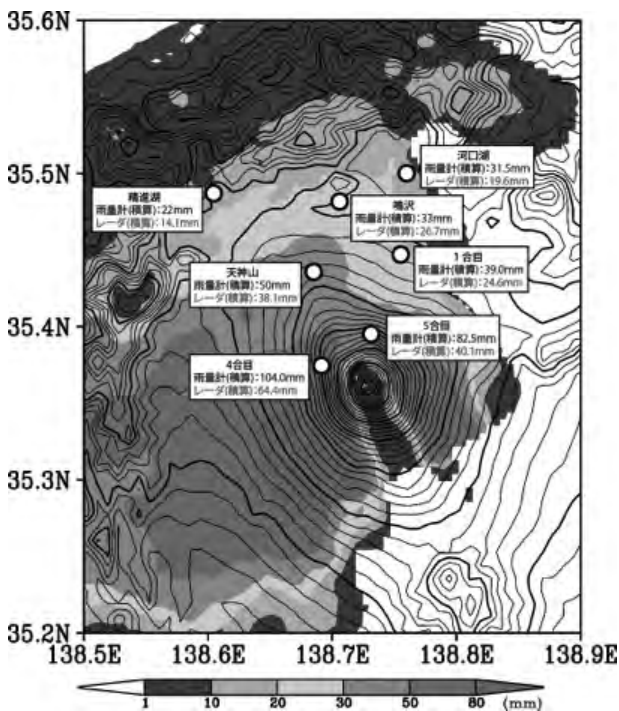 35.6N
35.5N
35.4N
35.3N
35.2N
河口湖
雨量計(積算):31.5mm
レーダ(積算):19.6mm
精進湖
雨量計(積算):22mm
レーダ(積算):14.1mm
鳴沢
雨量計(積算):33mm
レーダ(積算):26.7mm
1合目
雨量計(積算):39.0mm
レーダ(積算):24.6mm
天神山
雨量計(積算):50mm
レーダ(積算):38.1mm
5合目
雨量計(積算):82.5mm
レーダ(積算):40.1mm
4合目
雨量計(積算):104.0mm
レーダ(積算):64.4mm
138.5E 138.6E 138.7E 138.8E 138.9E
1 10 20 30 50 80 (mm)